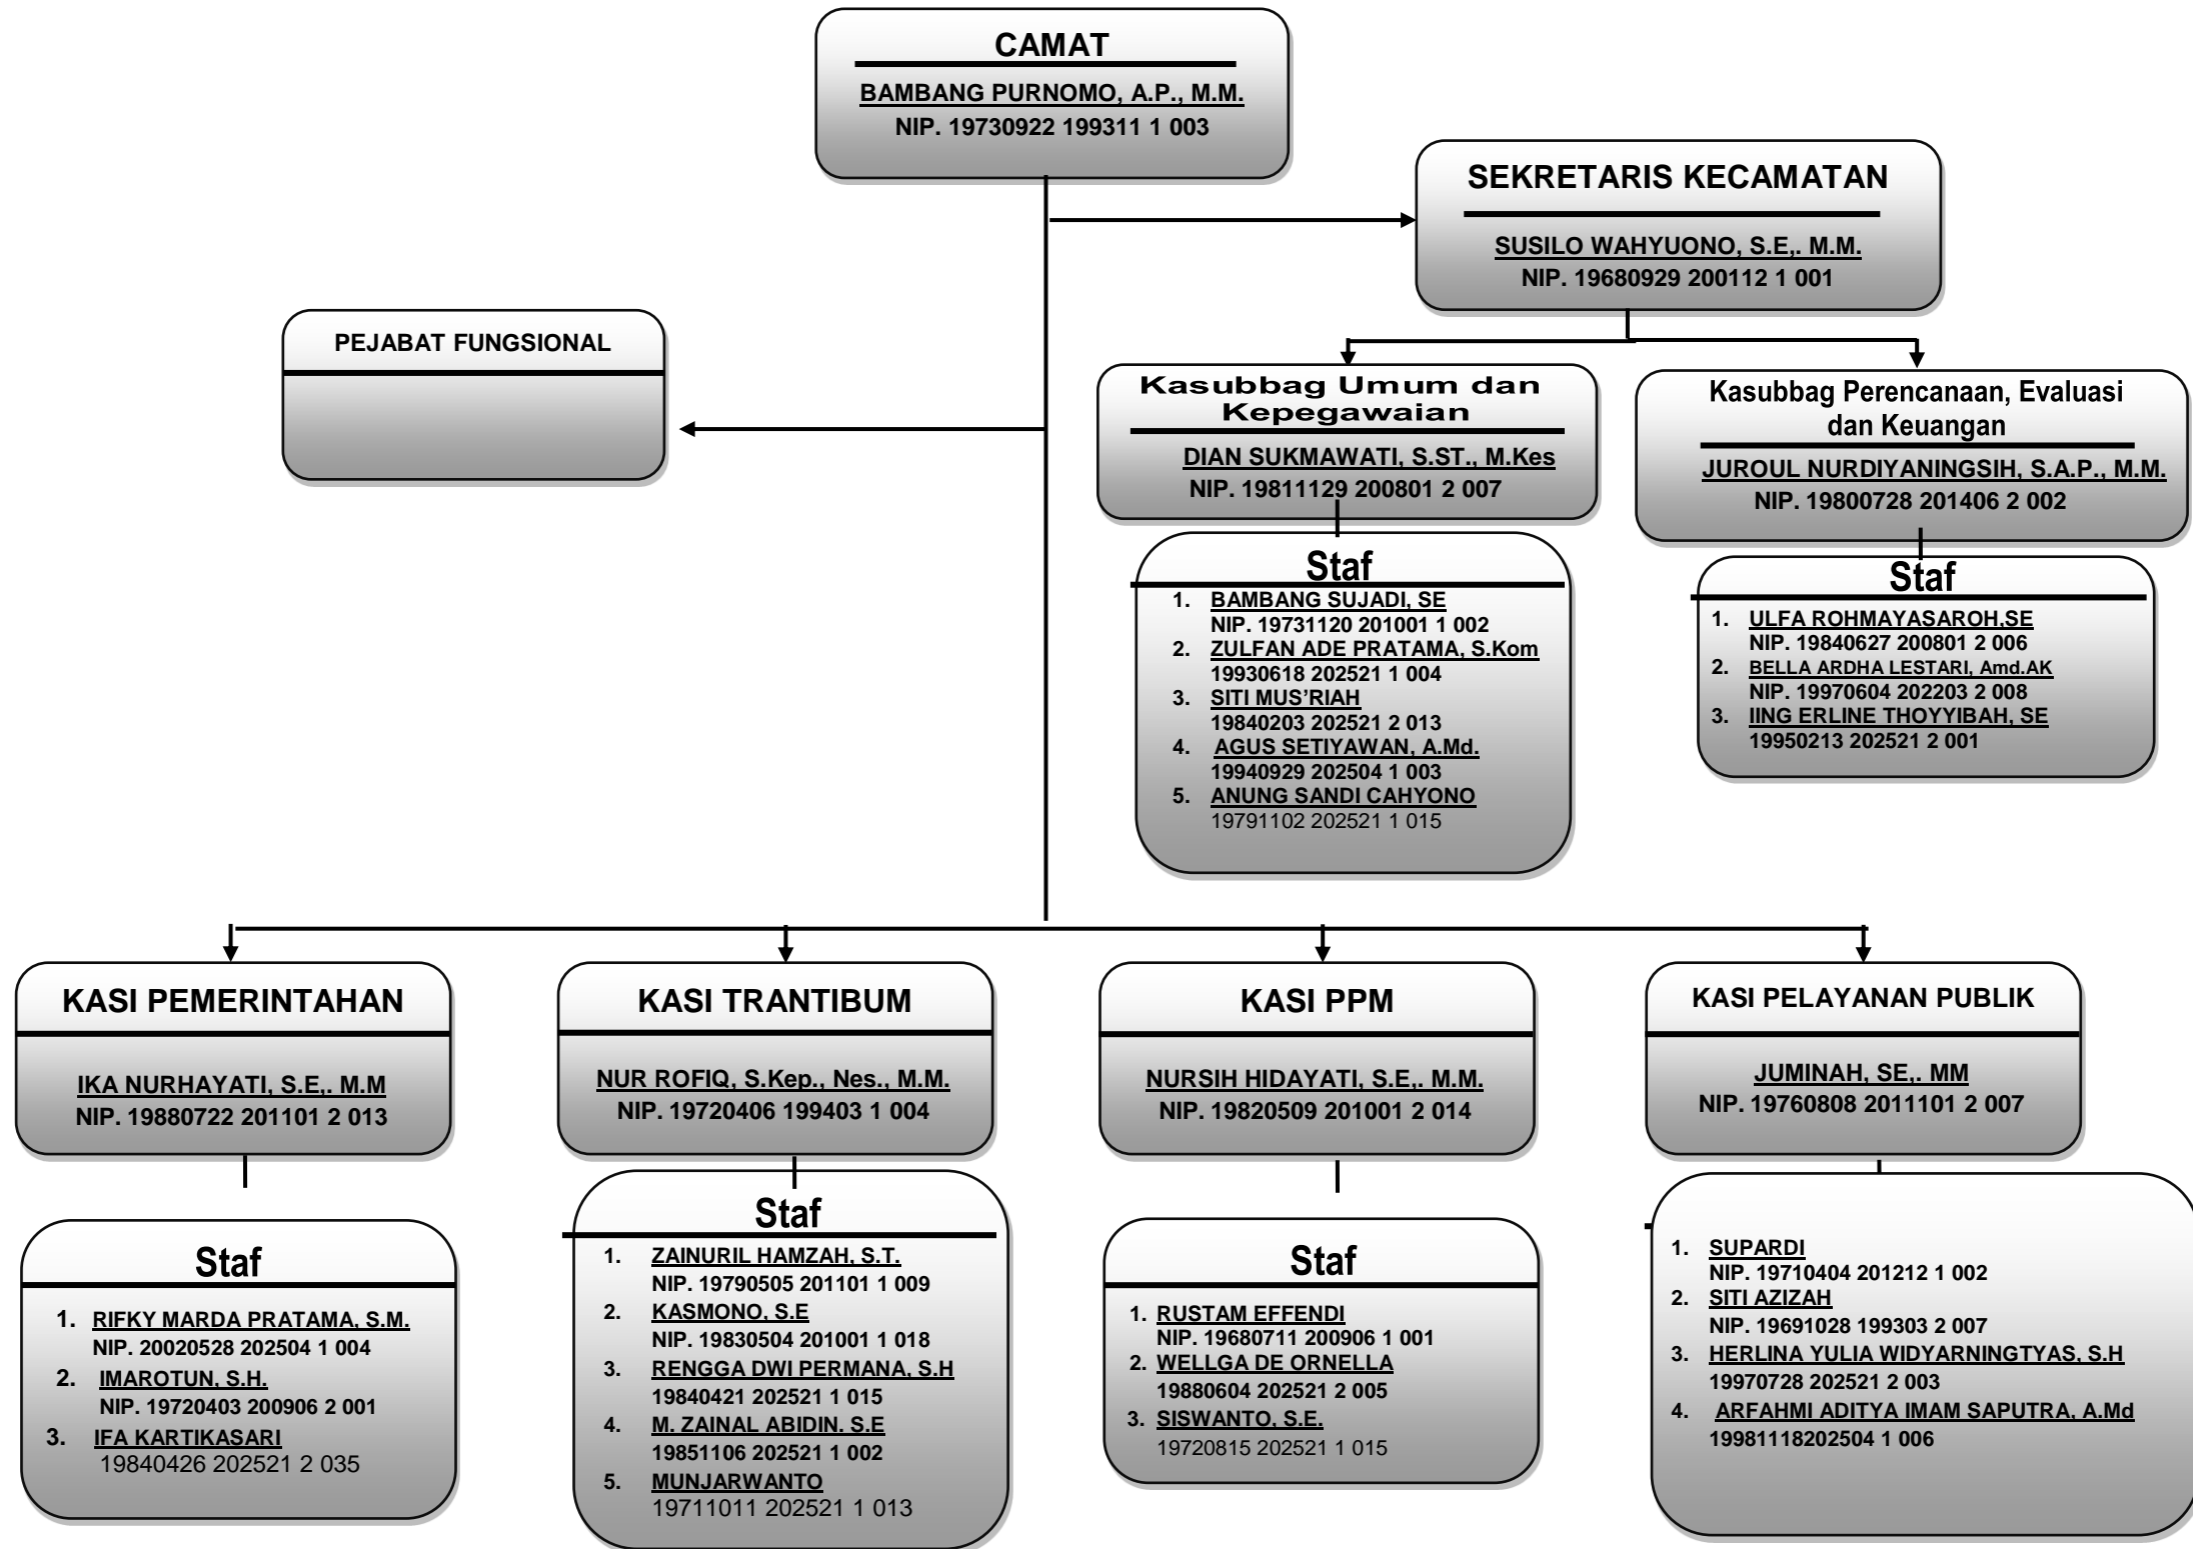 CAMAT
BAMBANG PURNOMO, A.P., M.M.
NIP. 19730922 199311 1 003
SEKRETARIS KECAMATAN
SUSILO WAHYUONO, S.E,. M.M.
NIP. 19680929 200112 1 001
PEJABAT FUNGSIONAL
Kasubbag Umum dan
Kepegawaian
DIAN SUKMAWATI, S.ST., M.Kes
NIP. 19811129 200801 2 007
Kasubbag Perencanaan, Evaluasi
dan Keuangan
JUROUL NURDIYANINGSIH, S.A.P., M.M.
NIP. 19800728 201406 2 002
Staf
1. BAMBANG SUJADI, SE
NIP. 19731120 201001 1 002
2. ZULFAN ADE PRATAMA, S.Kom
19930618 202521 1 004
3. SITI MUS’RIAH
19840203 202521 2 013
4. AGUS SETIYAWAN, A.Md.
19940929 202504 1 003
5. ANUNG SANDI CAHYONO
19791102 202521 1 015
Staf
1. ULFA ROHMAYASAROH,SE
NIP. 19840627 200801 2 006
2. BELLA ARDHA LESTARI, Amd.AK
NIP. 19970604 202203 2 008
3. IING ERLINE THOYYIBAH, SE
19950213 202521 2 001
KASI PEMERINTAHAN
IKA NURHAYATI, S.E,. M.M
NIP. 19880722 201101 2 013
KASI TRANTIBUM
NUR ROFIQ, S.Kep., Nes., M.M.
NIP. 19720406 199403 1 004
KASI PPM
NURSIH HIDAYATI, S.E,. M.M.
NIP. 19820509 201001 2 014
KASI PELAYANAN PUBLIK
JUMINAH, SE,. MM
NIP. 19760808 2011101 2 007
Staf
1. RIFKY MARDA PRATAMA, S.M.
NIP. 20020528 202504 1 004
2. IMAROTUN, S.H.
NIP. 19720403 200906 2 001
3. IFA KARTIKASARI
19840426 202521 2 035
Staf
1. ZAINURIL HAMZAH, S.T.
NIP. 19790505 201101 1 009
2. KASMONO, S.E
NIP. 19830504 201001 1 018
3. RENGGA DWI PERMANA, S.H
19840421 202521 1 015
4. M. ZAINAL ABIDIN. S.E
19851106 202521 1 002
5. MUNJARWANTO
19711011 202521 1 013
Staf
1. RUSTAM EFFENDI
NIP. 19680711 200906 1 001
2. WELLGA DE ORNELLA
19880604 202521 2 005
3. SISWANTO, S.E.
19720815 202521 1 015
1. SUPARDI
NIP. 19710404 201212 1 002
2. SITI AZIZAH
NIP. 19691028 199303 2 007
3. HERLINA YULIA WIDYARNINGTYAS, S.H
19970728 202521 2 003
4. ARFAHMI ADITYA IMAM SAPUTRA, A.Md
19981118202504 1 006